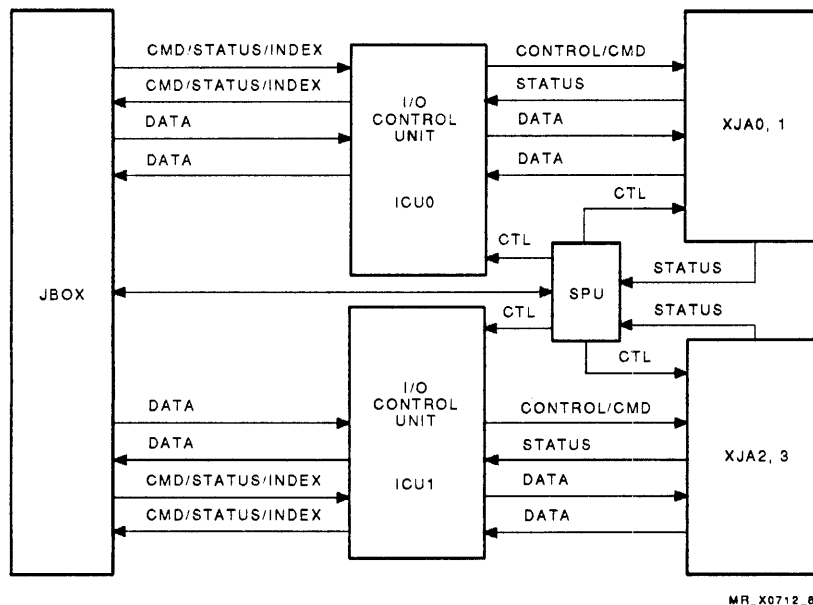 CMD/STATUS/INDEX
CMD/STATUS/INDEX
DATA
DATA
I/O
CONTROL
UNIT
ICU0
CONTROL/CMD
STATUS
DATA
DATA
XJA0, 1
CTL
CTL
STATUS
JBOX
SPU
STATUS
CTL
CTL
I/O
CONTROL
UNIT
ICU1
DATA
DATA
CMD/STATUS/INDEX
CMD/STATUS/INDEX
CONTROL/CMD
STATUS
DATA
DATA
XJA2, 3